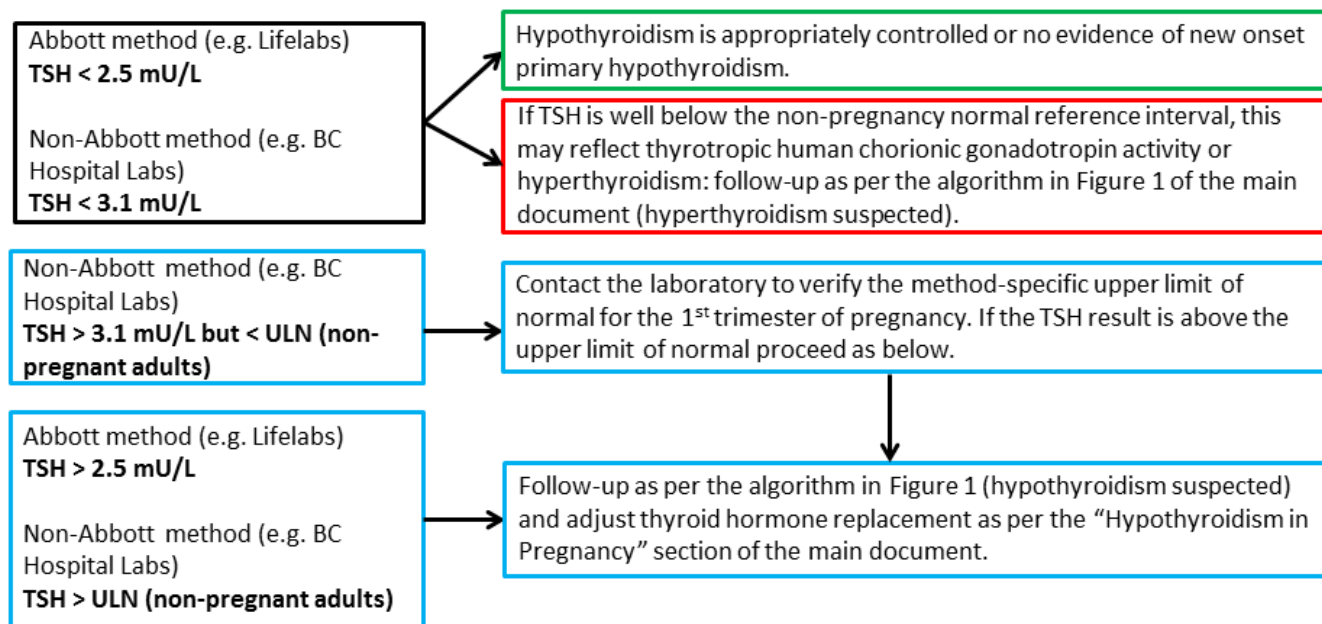 Abbott method (e.g. Lifelabs)
TSH < 2.5 mU/L
Non-Abbott method (e.g. BC
Hospital Labs)
TSH < 3.1 mU/L
Hypothyroidism is appropriately controlled or no evidence of new onset
primary hypothyroidism.
If TSH is well below the non-pregnancy normal reference interval, this
may reflect thyrotropic human chorionic gonadotropin activity or
hyperthyroidism: follow-up as per the algorithm in Figure 1 of the main
document (hyperthyroidism suspected).
Non-Abbott method (e.g. BC
Hospital Labs)
TSH > 3.1 mU/L but < ULN (non-
pregnant adults)
Contact the laboratory to verify the method-specific upper limit of
normal for the 1st trimester of pregnancy. If the TSH result is above the
upper limit of normal proceed as below.
Abbott method (e.g. Lifelabs)
TSH > 2.5 mU/L
Non-Abbott method (e.g. BC
Hospital Labs)
TSH > ULN (non-pregnant adults)
Follow-up as per the algorithm in Figure 1 (hypothyroidism suspected)
and adjust thyroid hormone replacement as per the “Hypothyroidism in
Pregnancy” section of the main document.